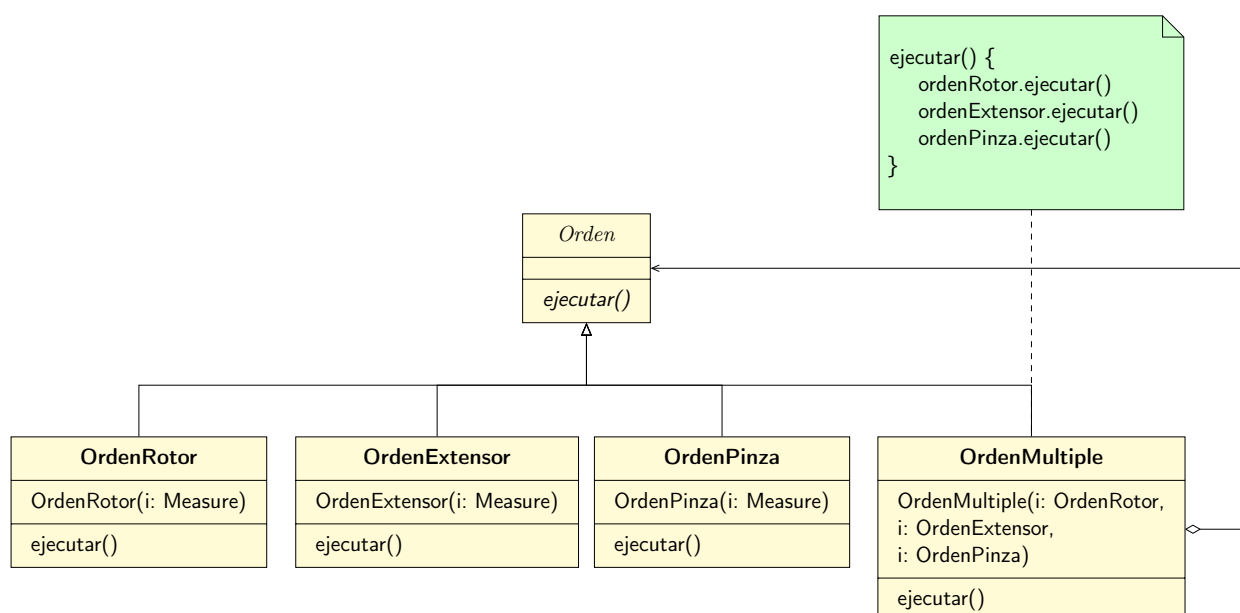 ejecutar() {
ordenRotor.ejecutar()
ordenExtensor.ejecutar()
ordenPinza.ejecutar()
}
Orden
ejecutar()
OrdenRotor
OrdenRotor(i: Measure)
ejecutar()
OrdenExtensor
OrdenExtensor(i: Measure)
ejecutar()
OrdenPinza
OrdenPinza(i: Measure)
ejecutar()
OrdenMultiple
OrdenMultiple(i: OrdenRotor,
i: OrdenExtensor,
i: OrdenPinza)
ejecutar()